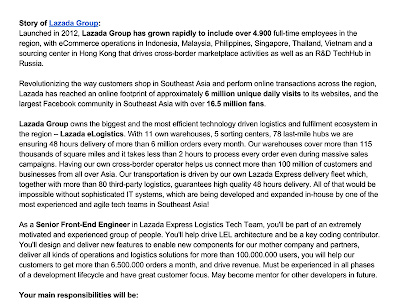 Story of Lazada Group:
Launched in 2012, Lazada Group has grown rapidly to include over 4.900 full-time employees in the
region, with eCommerce operations in Indonesia, Malaysia, Philippines, Singapore, Thailand, Vietnam and a
sourcing center in Hong Kong that drives cross-border marketplace activities as well as an R&D TechHub in
Russia.
Revolutionizing the way customers shop in Southeast Asia and perform online transactions across the region,
Lazada has reached an online footprint of approximately 6 million unique daily visits to its websites, and the
largest Facebook community in Southeast Asia with over 16.5 million fans.
Lazada Group owns the biggest and the most efficient technology driven logistics and fulfilment ecosystem in
the region – Lazada eLogistics. With 11 own warehouses, 5 sorting centers, 78 last-mile hubs we are
ensuring 48 hours delivery of more than 6 million orders every month. Our warehouses cover more than 115
thousands of square miles and it takes less than 2 hours to process every order even during massive sales
campaigns. Having our own cross-border operator helps us connect more than 100 million of customers and
businesses from all over Asia. Our transportation is driven by our own Lazada Express delivery fleet which,
together with more than 80 third-party logistics, guarantees high quality 48 hours delivery. All of that would be
impossible without sophisticated IT systems, which are being developed and expanded in-house by one of the
most experienced and agile tech teams in Southeast Asia!
As a Senior Front-End Engineer in Lazada Express Logistics Tech Team, you'll be part of an extremely
motivated and experienced group of people. You'll help drive LEL architecture and be a key coding contributor.
You'll design and deliver new features to enable new components for our mother company and partners,
deliver all kinds of operations and logistics solutions for more than 100.000.000 users, you will help our
customers to get more than 6.500.000 orders a month, and drive revenue. Must be experienced in all phases
of a development lifecycle and have great customer focus. May become mentor for other developers in future.
Your main responsibilities will be: